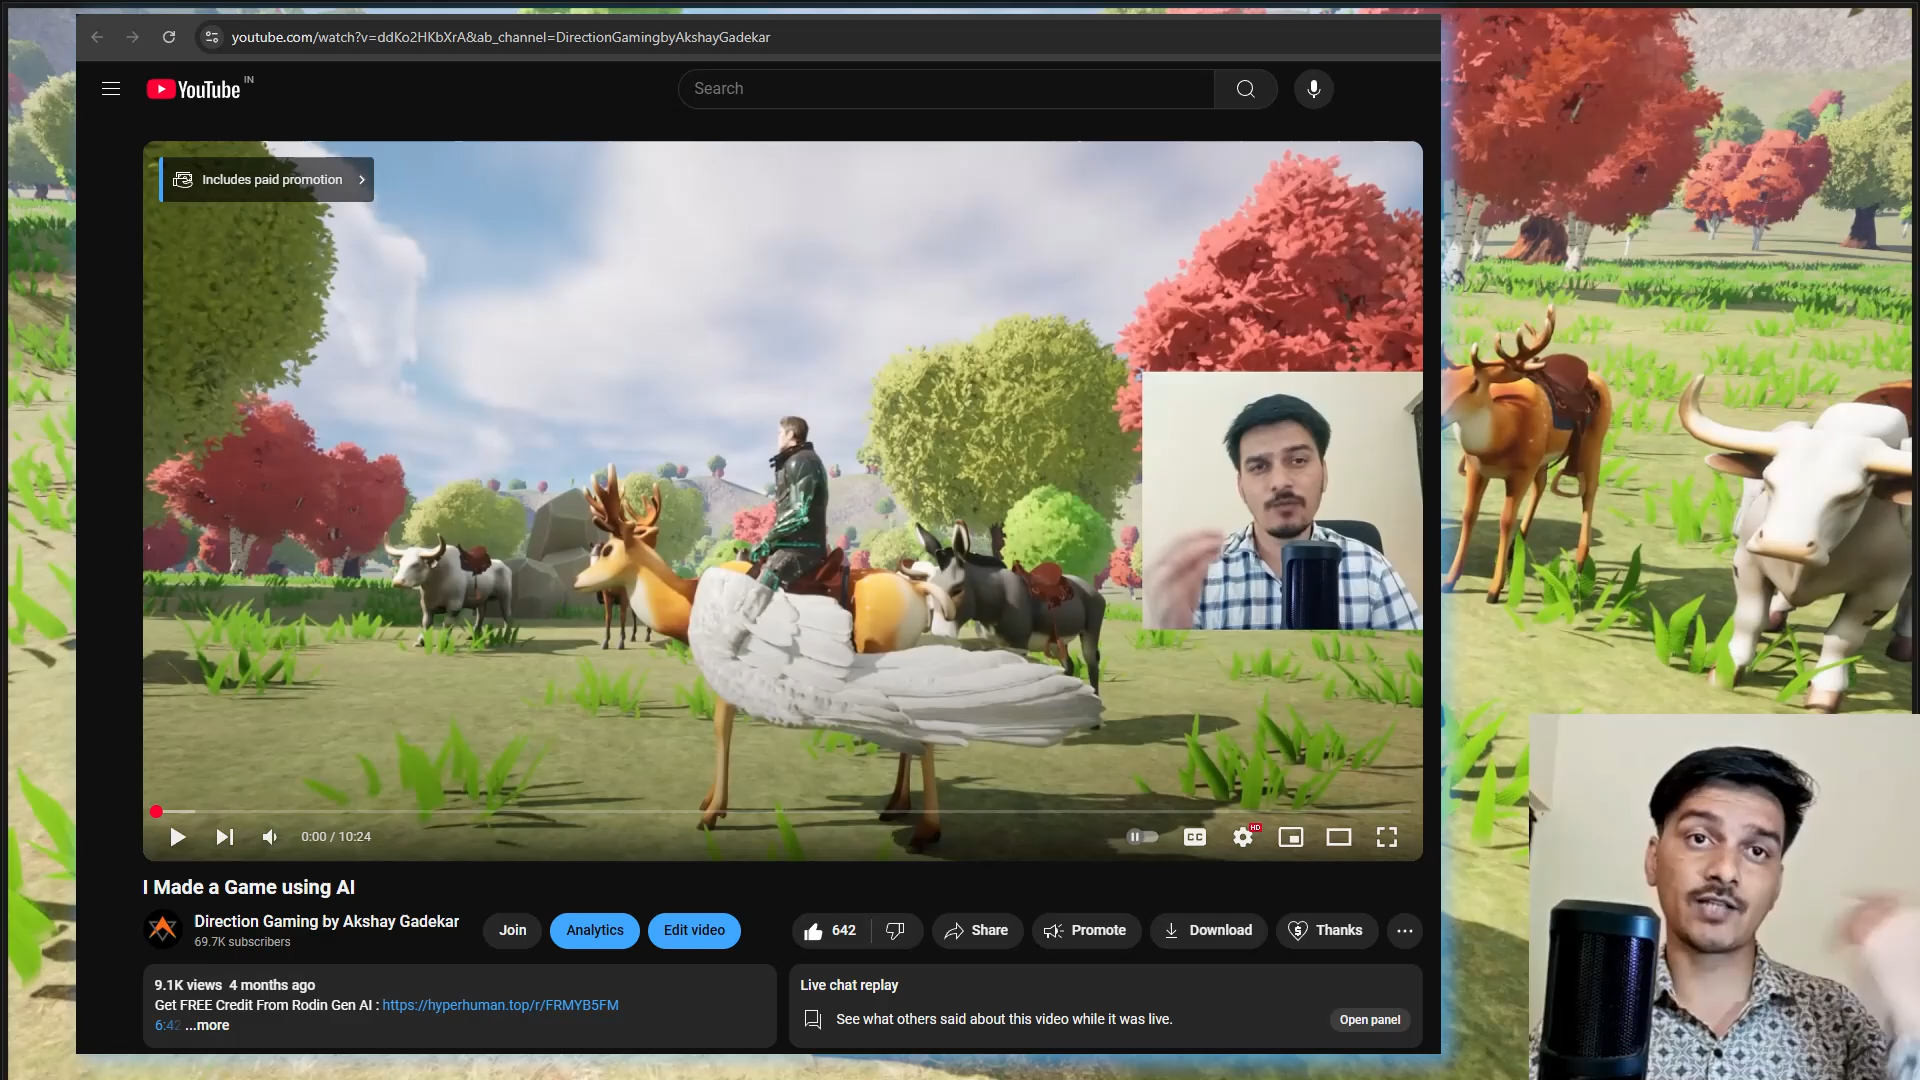 youtube.com/watch?v=ddKo2HKbXrA&ab_channel=DirectionGamingbyAkshayGadekar
YouTube IN
Search
Includes paid promotion
0:00 / 10:24
CC
HD
I Made a Game using AI
Direction Gaming by Akshay Gadekar
69.7K subscribers
Join
Analytics
Edit video
642
Share
Promote
Download
Thanks
9.1K views 4 months ago
Get FREE Credit From Rodin Gen AI : https://hyperhuman.top/r/FRMYB5FM
6:42 ...more
Live chat replay
See what others said about this video while it was live.
Open panel